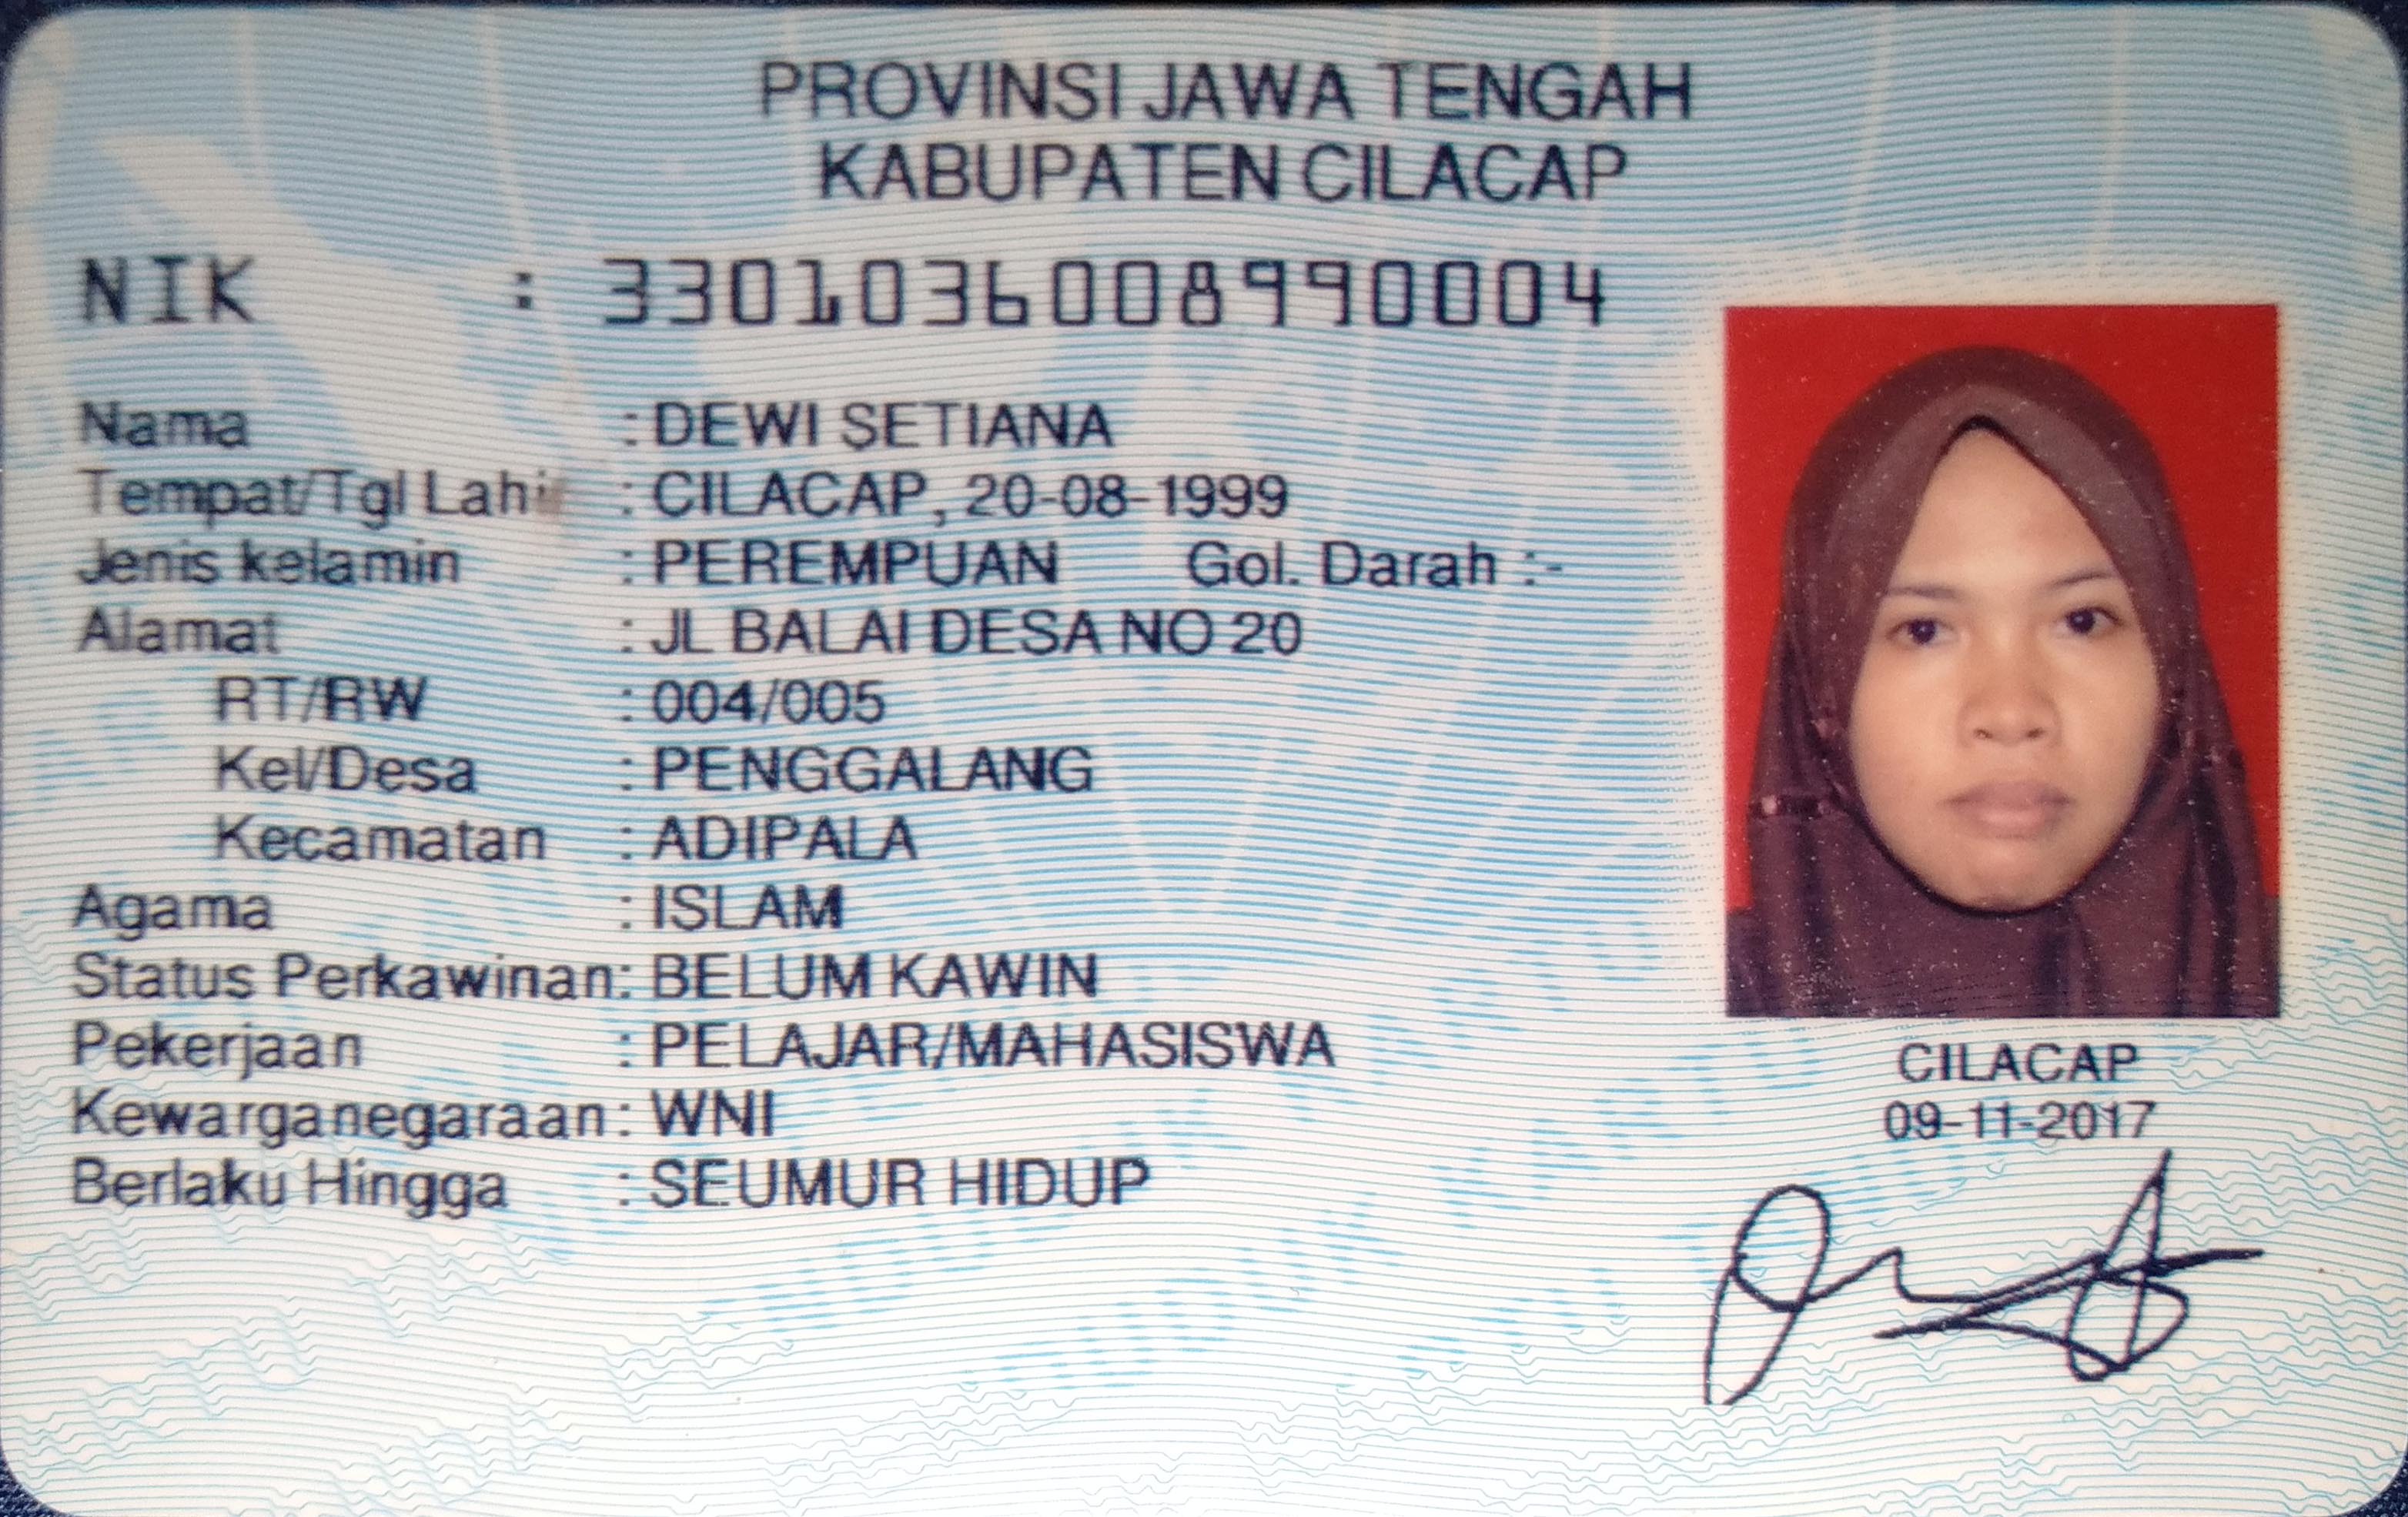 PROVINSI JAWA TENGAH
KABUPATEN CILACAP
NIK : 3301036008990004
Nama : DEWI SETIANA
Tempat/Tgl Lahir : CILACAP, 20-08-1999
Jenis kelamin : PEREMPUAN Gol. Darah :-
Alamat : JL BALAI DESA NO 20
RT/RW : 004/005
Kel/Desa : PENGGALANG
Kecamatan : ADIPALA
Agama : ISLAM
Status Perkawinan: BELUM KAWIN
Pekerjaan : PELAJAR/MAHASISWA
Kewarganegaraan: WNI
Berlaku Hingga : SEUMUR HIDUP
CILACAP
09-11-2017